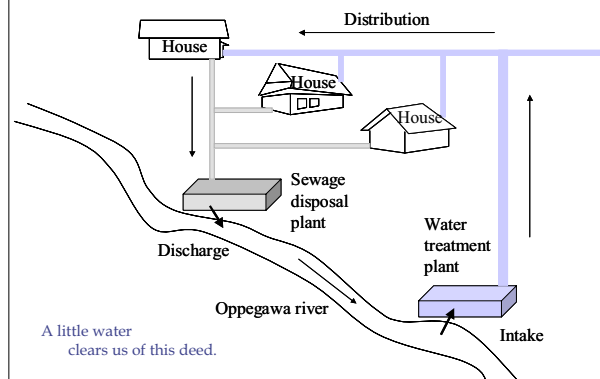 Distribution
House
House
House
Sewage
disposal
plant
Water
treatment
plant
Discharge
Oppegawa river
Intake
A little water
clears us of this deed.